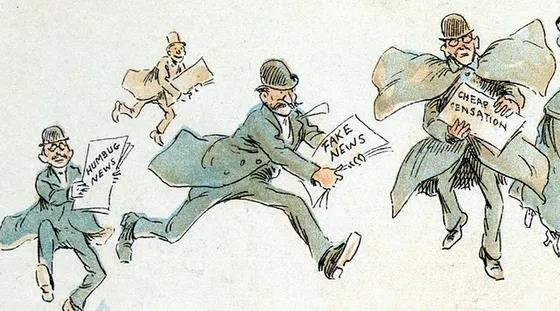 HUMBUG
NEWS
FAKE
NEWS
CHEAP
SENSATION